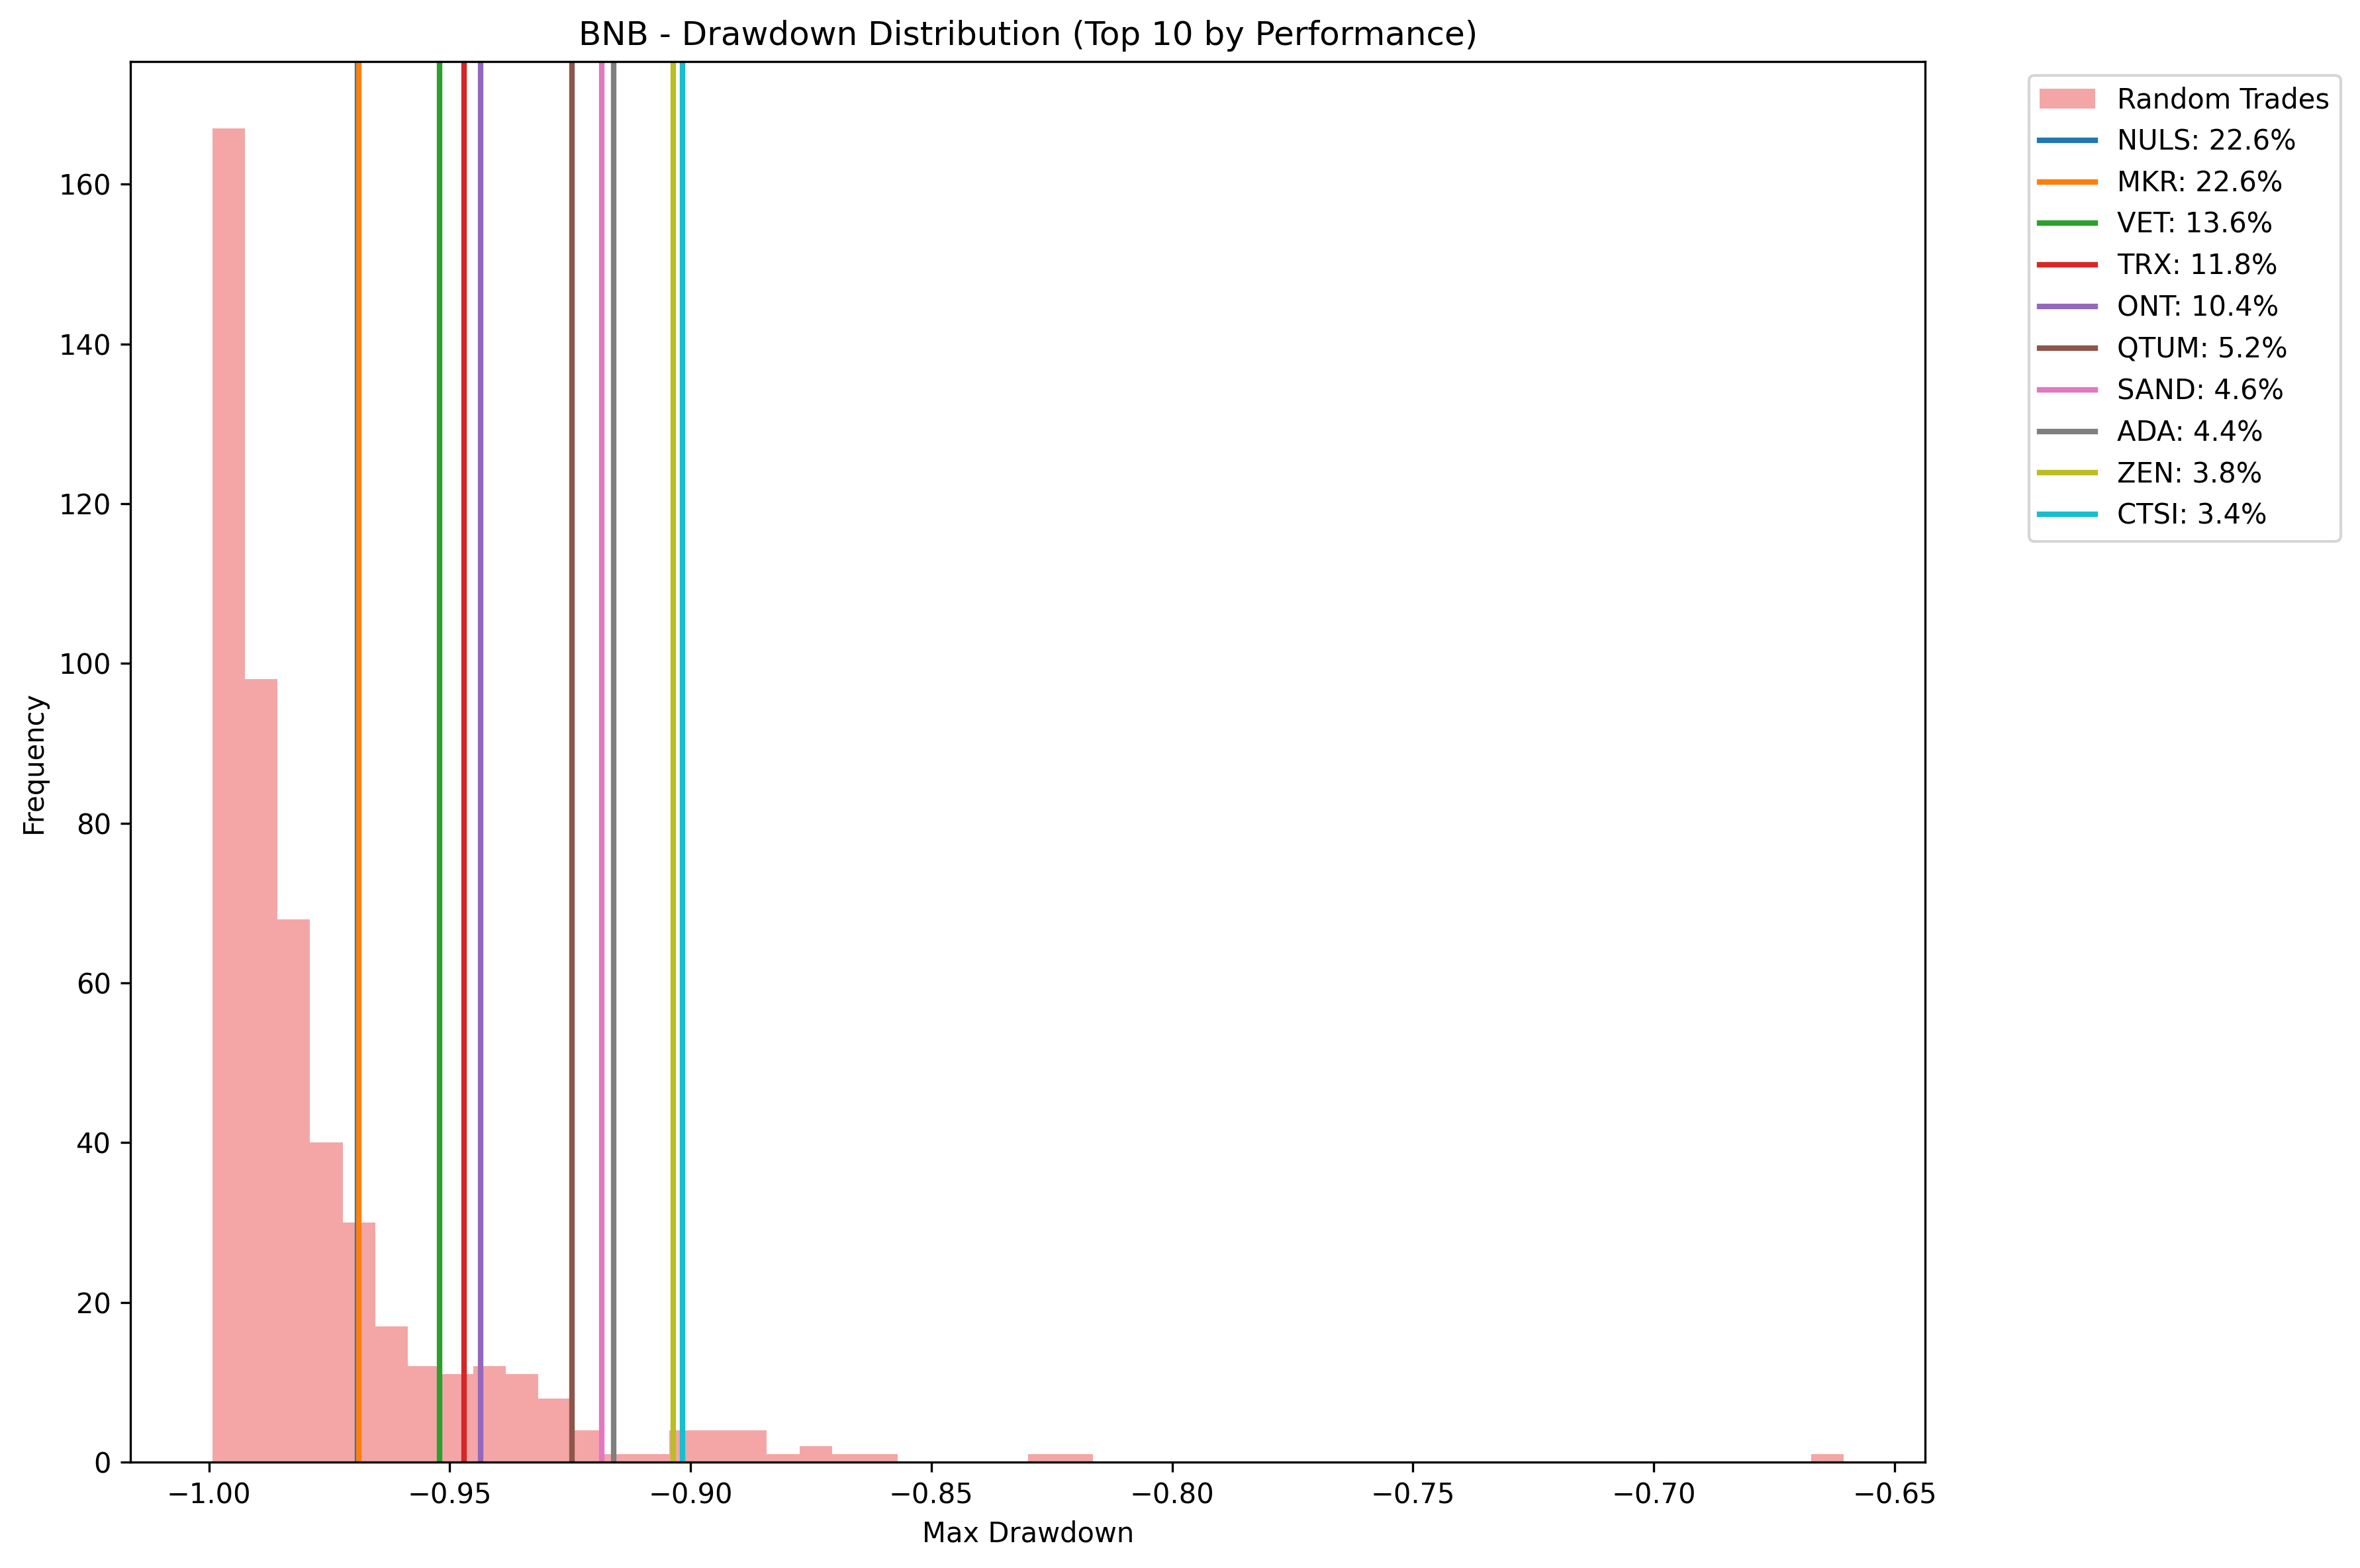 BNB - Drawdown Distribution (Top 10 by Performance)
Frequency
160
140
120
100
80
60
40
20
0
−1.00
−0.95
−0.90
−0.85
−0.80
−0.75
−0.70
−0.65
Max Drawdown
Random Trades
NULS: 22.6%
MKR: 22.6%
VET: 13.6%
TRX: 11.8%
ONT: 10.4%
QTUM: 5.2%
SAND: 4.6%
ADA: 4.4%
ZEN: 3.8%
CTSI: 3.4%